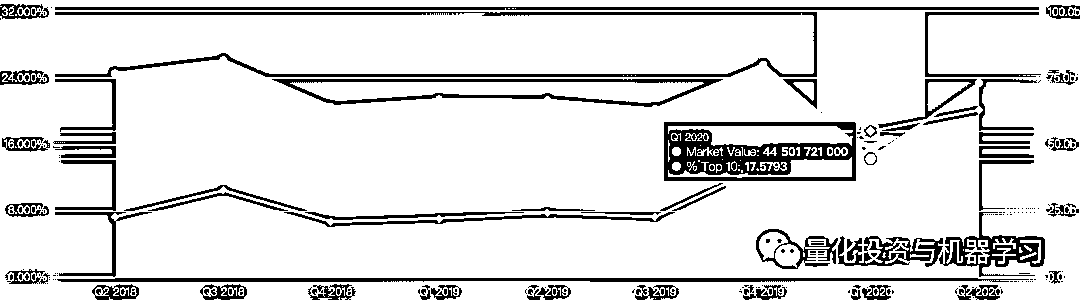 32.000%
100.0b
24.000%
75.0b
16.000%
50.0b
Q1 2020
Market Value: 44 501 721 000
% Top 10: 17.5793
8.000%
25.0b
量化投资与机器学习
0.000%
0.0
Q2 2018 Q3 2018 Q4 2018 Q1 2019 Q2 2019 Q3 2019 Q4 2019 Q1 2020 Q2 2020